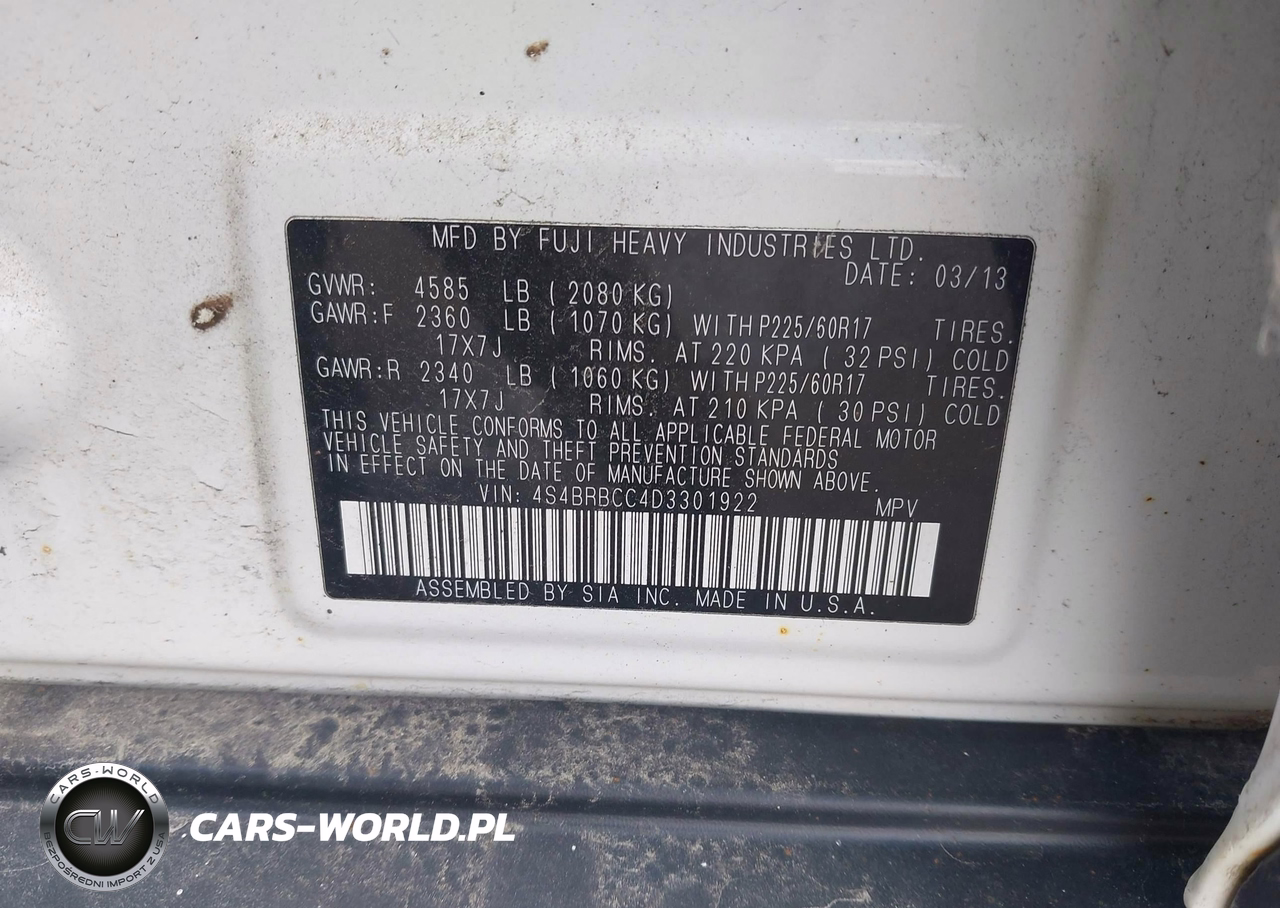 MFD BY FUJI HEAVY INDUSTRIES LTD.
DATE: 03/13
GVWR: 4585 LB ( 2080 KG)
GAWR:F 2360 LB ( 1070 KG) WITH P225/60R17 TIRES.
17X7J RIMS. AT 220 KPA ( 32 PSI) COLD
GAWR:R 2340 LB ( 1060 KG) WITH P225/60R17 TIRES.
17X7J RIMS. AT 210 KPA ( 30 PSI) COLD
THIS VEHICLE CONFORMS TO ALL APPLICABLE FEDERAL MOTOR
VEHICLE SAFETY AND THEFT PREVENTION STANDARDS
IN EFFECT ON THE DATE OF MANUFACTURE SHOWN ABOVE.
VIN: 4S4BRBCC4D3301922 MPV
ASSEMBLED BY SIA INC. MADE IN U.S.A.
CARS-WORLD
CW
BEZPOŚREDNI IMPORT Z USA
CARS-WORLD.PL